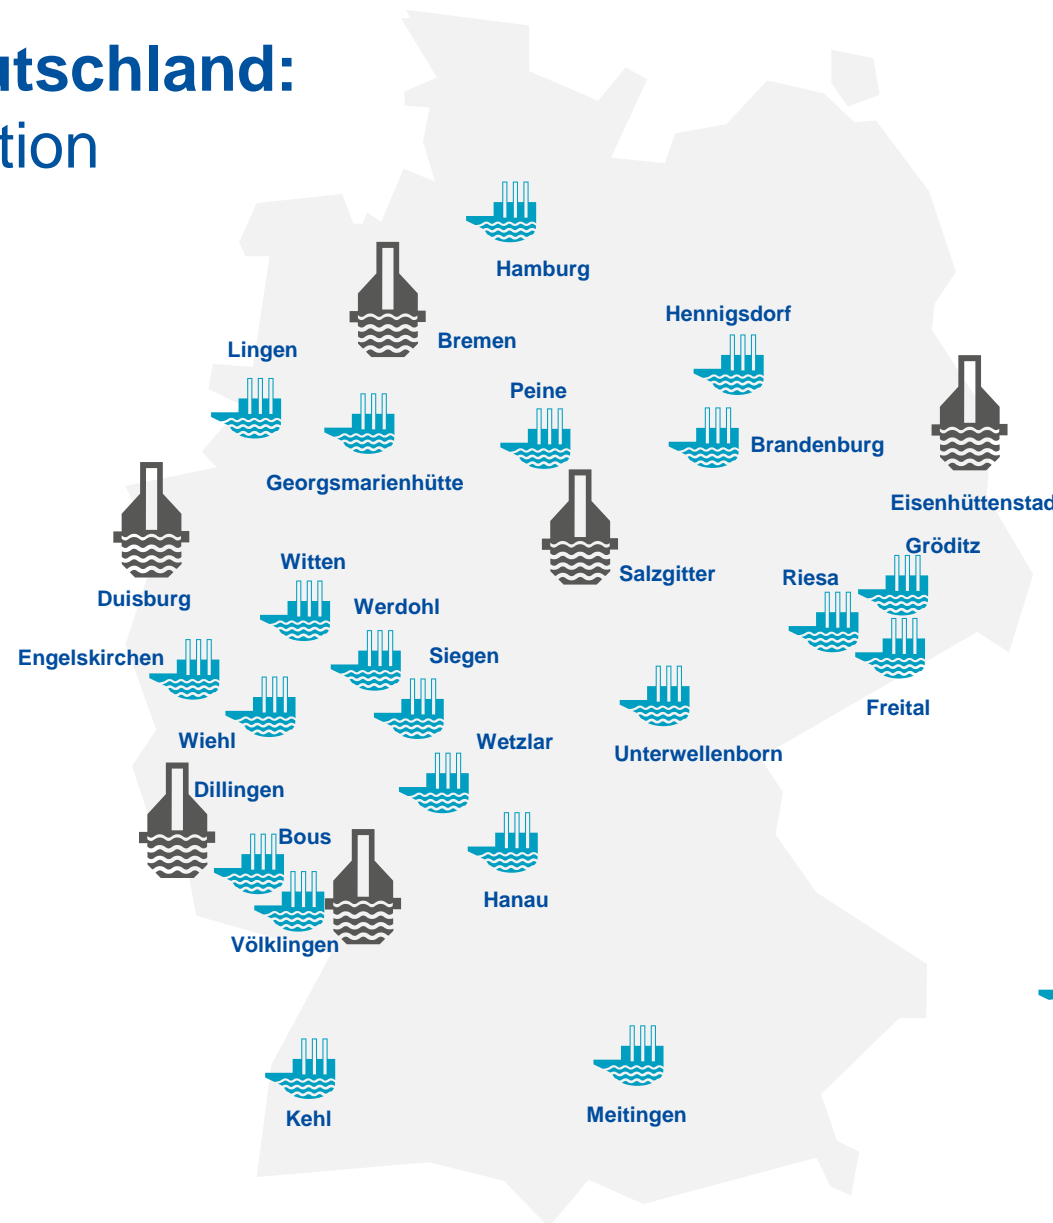 utschland:
tion
Hamburg
Hennigsdorf
Bremen
Lingen
Peine
Brandenburg
Georgsmarienhütte
Eisenhüttenstad
Gröditz
Witten
Salzgitter
Riesa
Duisburg
Werdohl
Engelskirchen
Siegen
Freital
Wiehl
Wetzlar
Unterwellenborn
Dillingen
Bous
Hanau
Völklingen
Meitingen
Kehl